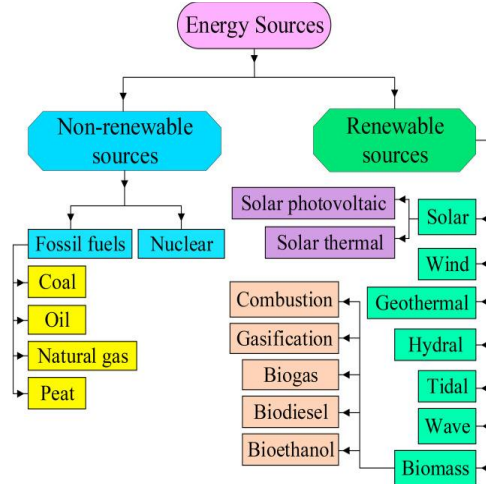 Energy Sources
Non-renewable
sources
Renewable
sources
Fossil fuels
Nuclear
Coal
Oil
Natural gas
Peat
Solar photovoltaic
Solar thermal
Solar
Wind
Geothermal
Hydral
Tidal
Wave
Biomass
Combustion
Gasification
Biogas
Biodiesel
Bioethanol